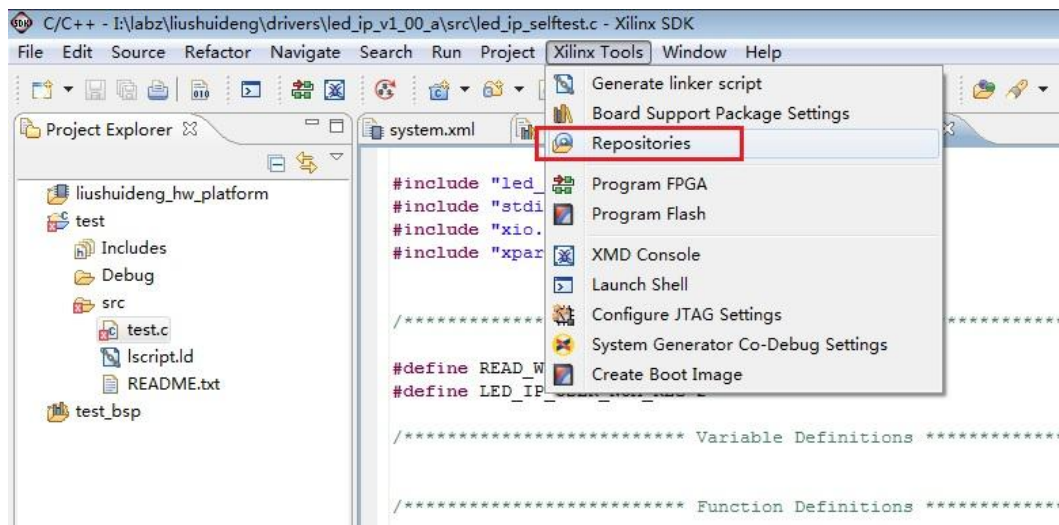 C/C++ - I:\labz\liushuideng\drivers\led_ip_v1_00_a\src\led_ip_selftest.c - Xilinx SDK
File Edit Source Refactor Navigate Search Run Project Xilinx Tools Window Help
Generate linker script
Board Support Package Settings
Repositories
Program FPGA
Program Flash
XMD Console
Launch Shell
Configure JTAG Settings
System Generator Co-Debug Settings
Create Boot Image
Project Explorer
liushuideng_hw_platform
test
Includes
Debug
src
test.c
lscript.ld
README.txt
test_bsp
system.xml
#include "led_
#include "stdi
#include "xio.
#include "xpar
#define READ_W
#define LED_IP
/*************************** Variable Definitions *************
/*************************** Function Definitions *************